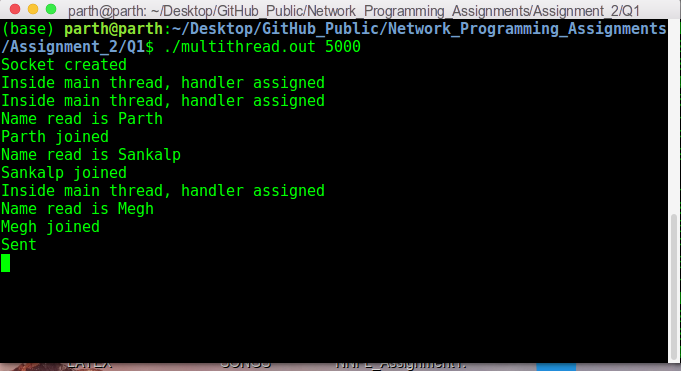 parth@parth: ~/Desktop/GitHub_Public/Network_Programming_Assignments/Assignment_2/Q1
(base) parth@parth:~/Desktop/GitHub_Public/Network_Programming_Assignments
/Assignment_2/Q1$ ./multithread.out 5000
Socket created
Inside main thread, handler assigned
Inside main thread, handler assigned
Name read is Parth
Parth joined
Name read is Sankalp
Sankalp joined
Inside main thread, handler assigned
Name read is Megh
Megh joined
Sent